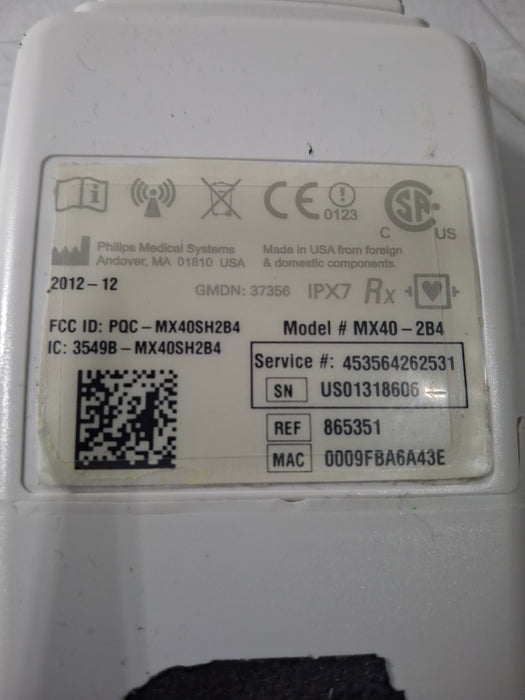 i
CE ! 0123
C SA US
Philips Medical Systems
Andover, MA 01810 USA
Made in USA from foreign
& domestic components.
2012-12
GMDN: 37356 IPX7 Rx
FCC ID: PQC-MX40SH2B4
IC: 3549B-MX40SH2B4
Model # MX40-2B4
Service #: 453564262531
SN US01318606
REF 865351
MAC 0009FBA6A43E